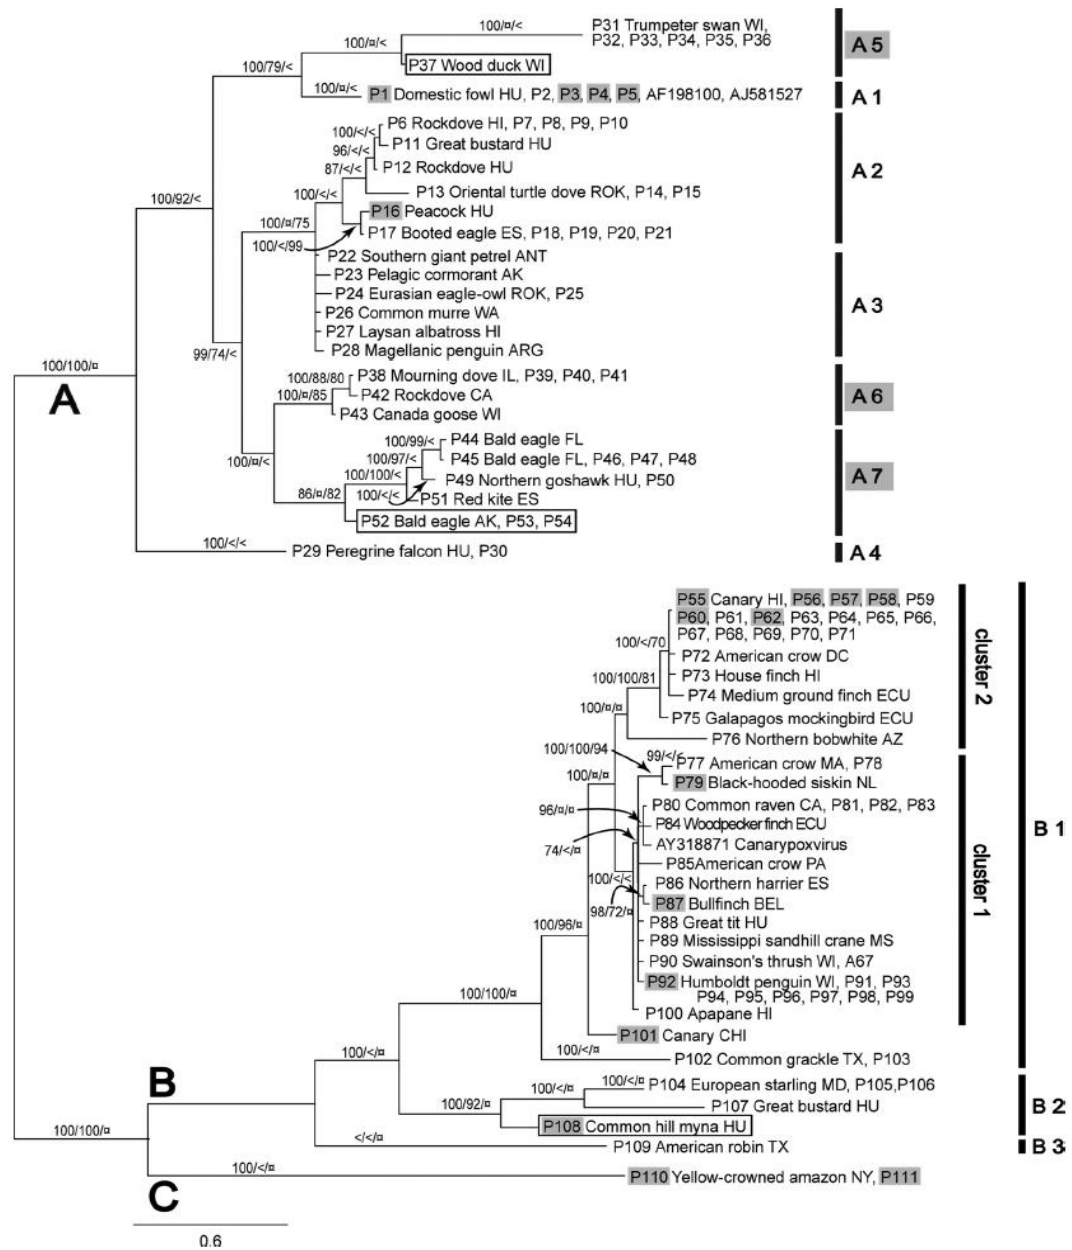 100/¤/<
P31 Trumpeter swan WI,
P32, P33, P34, P35, P36
100/¤/<
A 5
P37 Wood duck WI
100/79/<
100/¤/<
P1 Domestic fowl HU, P2, P3, P4, P5, AF198100, AJ581527
A 1
P6 Rockdove HI, P7, P8, P9, P10
100/</<
P11 Great bustard HU
96/</<
P12 Rockdove HU
87/</<
A 2
P13 Oriental turtle dove ROK, P14, P15
100/</<
100/92/<
P16 Peacock HU
100/¤/75
P17 Booted eagle ES, P18, P19, P20, P21
100/</99
P22 Southern giant petrel ANT
P23 Pelagic cormorant AK
P24 Eurasian eagle-owl ROK, P25
A 3
P26 Common murre WA
P27 Laysan albatross HI
P28 Magellanic penguin ARG
99/74/<
100/100/¤
A
100/88/80
P38 Mourning dove IL, P39, P40, P41
100/¤/85
P42 Rockdove CA
A 6
P43 Canada goose WI
100/99/<
P44 Bald eagle FL
100/97/<
P45 Bald eagle FL, P46, P47, P48
100/¤/<
100/100/<
P49 Northern goshawk HU, P50
A 7
86/¤/82
100/</<
P51 Red kite ES
P52 Bald eagle AK, P53, P54
100/</<
P29 Peregrine falcon HU, P30
A 4
P55 Canary HI, P56, P57, P58, P59
P60, P61, P62, P63, P64, P65, P66,
P67, P68, P69, P70, P71
100/</70
P72 American crow DC
P73 House finch HI
cluster 2
100/100/81
P74 Medium ground finch ECU
100/¤/¤
P75 Galapagos mockingbird ECU
P76 Northern bobwhite AZ
100/100/94
99/</<
P77 American crow MA, P78
100/¤/¤
P79 Black-hooded siskin NL
96/¤/¤
P80 Common raven CA, P81, P82, P83
P84 Woodpecker finch ECU
B 1
74/</¤
AY318871 Canarypoxvirus
P85American crow PA
100/</<
P86 Northern harrier ES
cluster 1
98/72/¤
P87 Bullfinch BEL
100/96/¤
P88 Great tit HU
P89 Mississippi sandhill crane MS
P90 Swainson's thrush WI, A67
P92 Humboldt penguin WI, P91, P93
100/100/¤
P94, P95, P96, P97, P98, P99
P100 Apapane HI
P101 Canary CHI
100/</¤
100/</¤
P102 Common grackle TX, P103
B
100/</¤
100/</¤
P104 European starling MD, P105,P106
100/92/¤
P107 Great bustard HU
B 2
P108 Common hill myna HU
100/100/¤
</</¤
P109 American robin TX
B 3
100/</¤
P110 Yellow-crowned amazon NY, P111
C
0.6